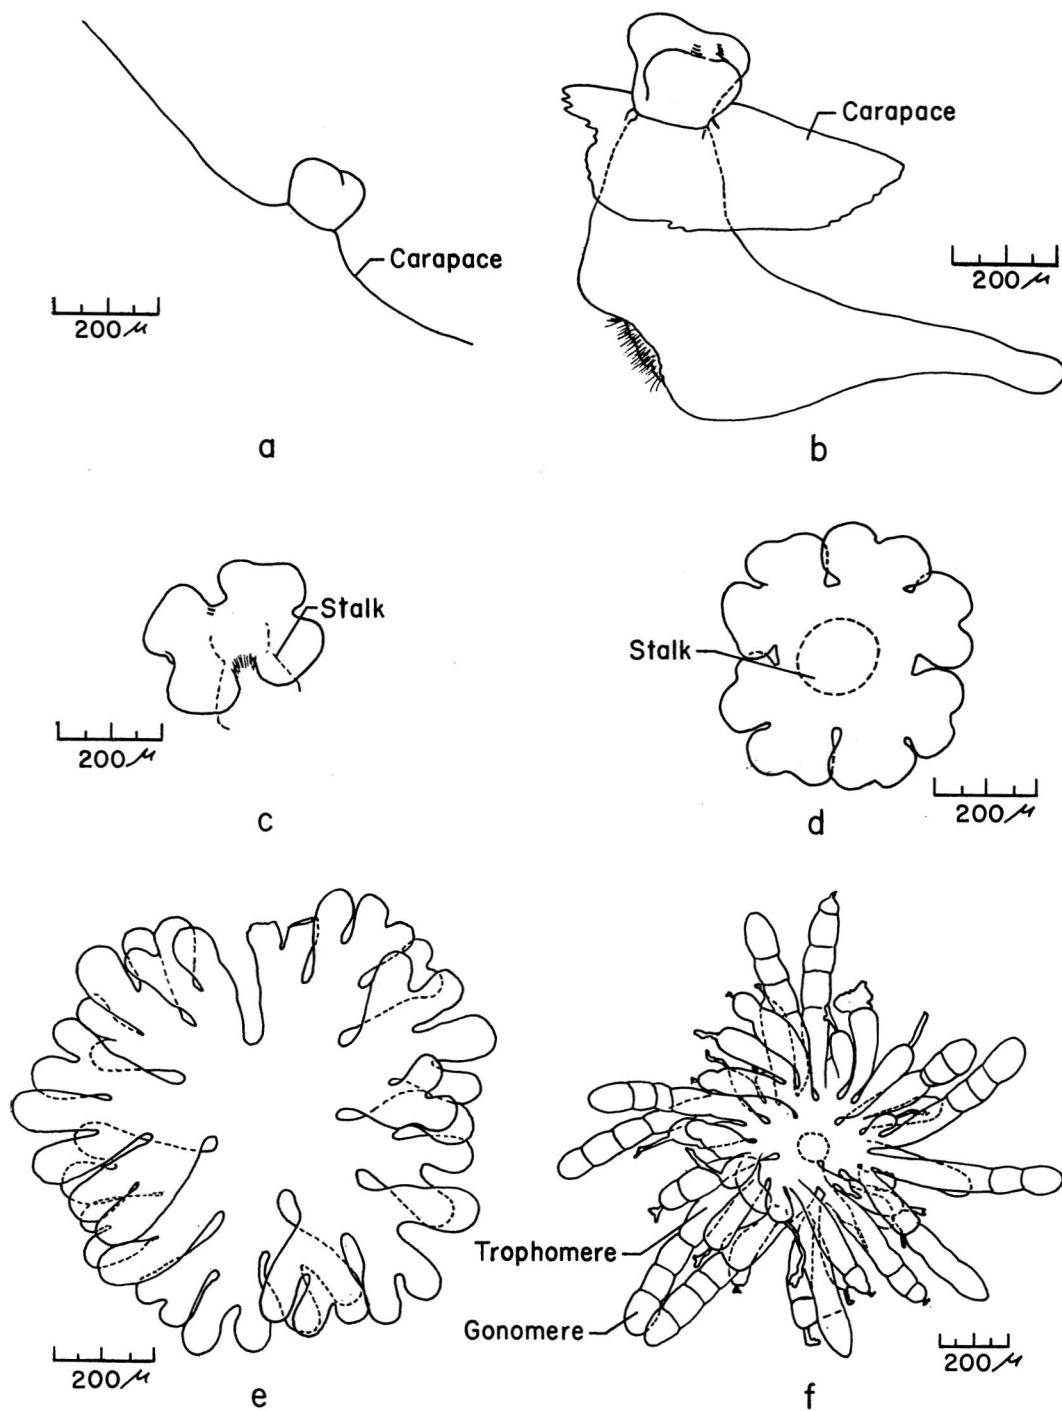 Carapace
200 μ
a
Carapace
200 μ
b
Stalk
200 μ
c
Stalk
200 μ
d
200 μ
e
Trophomere
Gonomere
200 μ
f